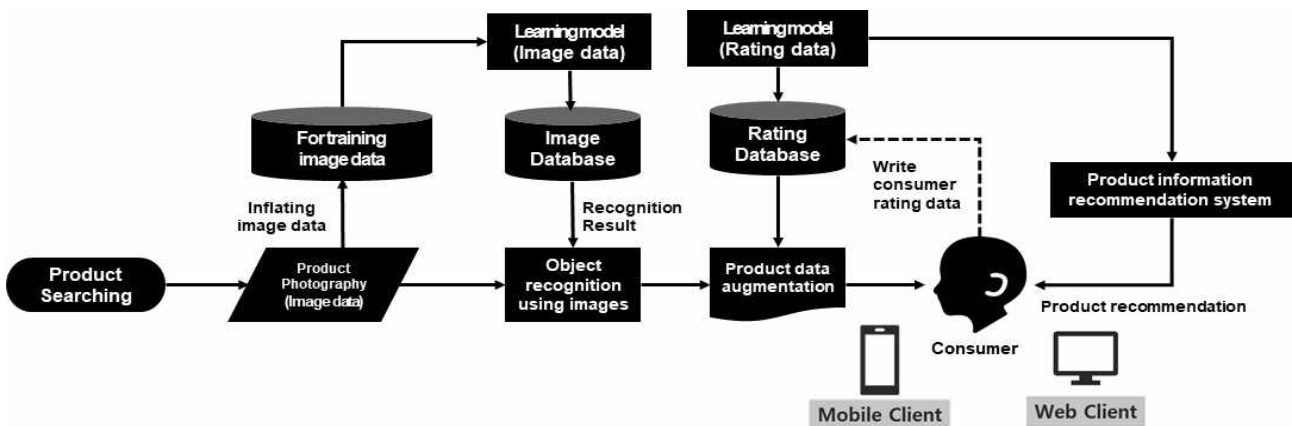 Learning model
(Image data)
Learning model
(Rating data)
For training
image data
Image
Database
Rating
Database
Write
consumer
rating data
Product information
recommendation system
Inflating
image data
Recognition
Result
Product
Searching
Product
Photography
(Image data)
Object
recognition
using images
Product data
augmentation
Product recommendation
Consumer
Mobile Client
Web Client